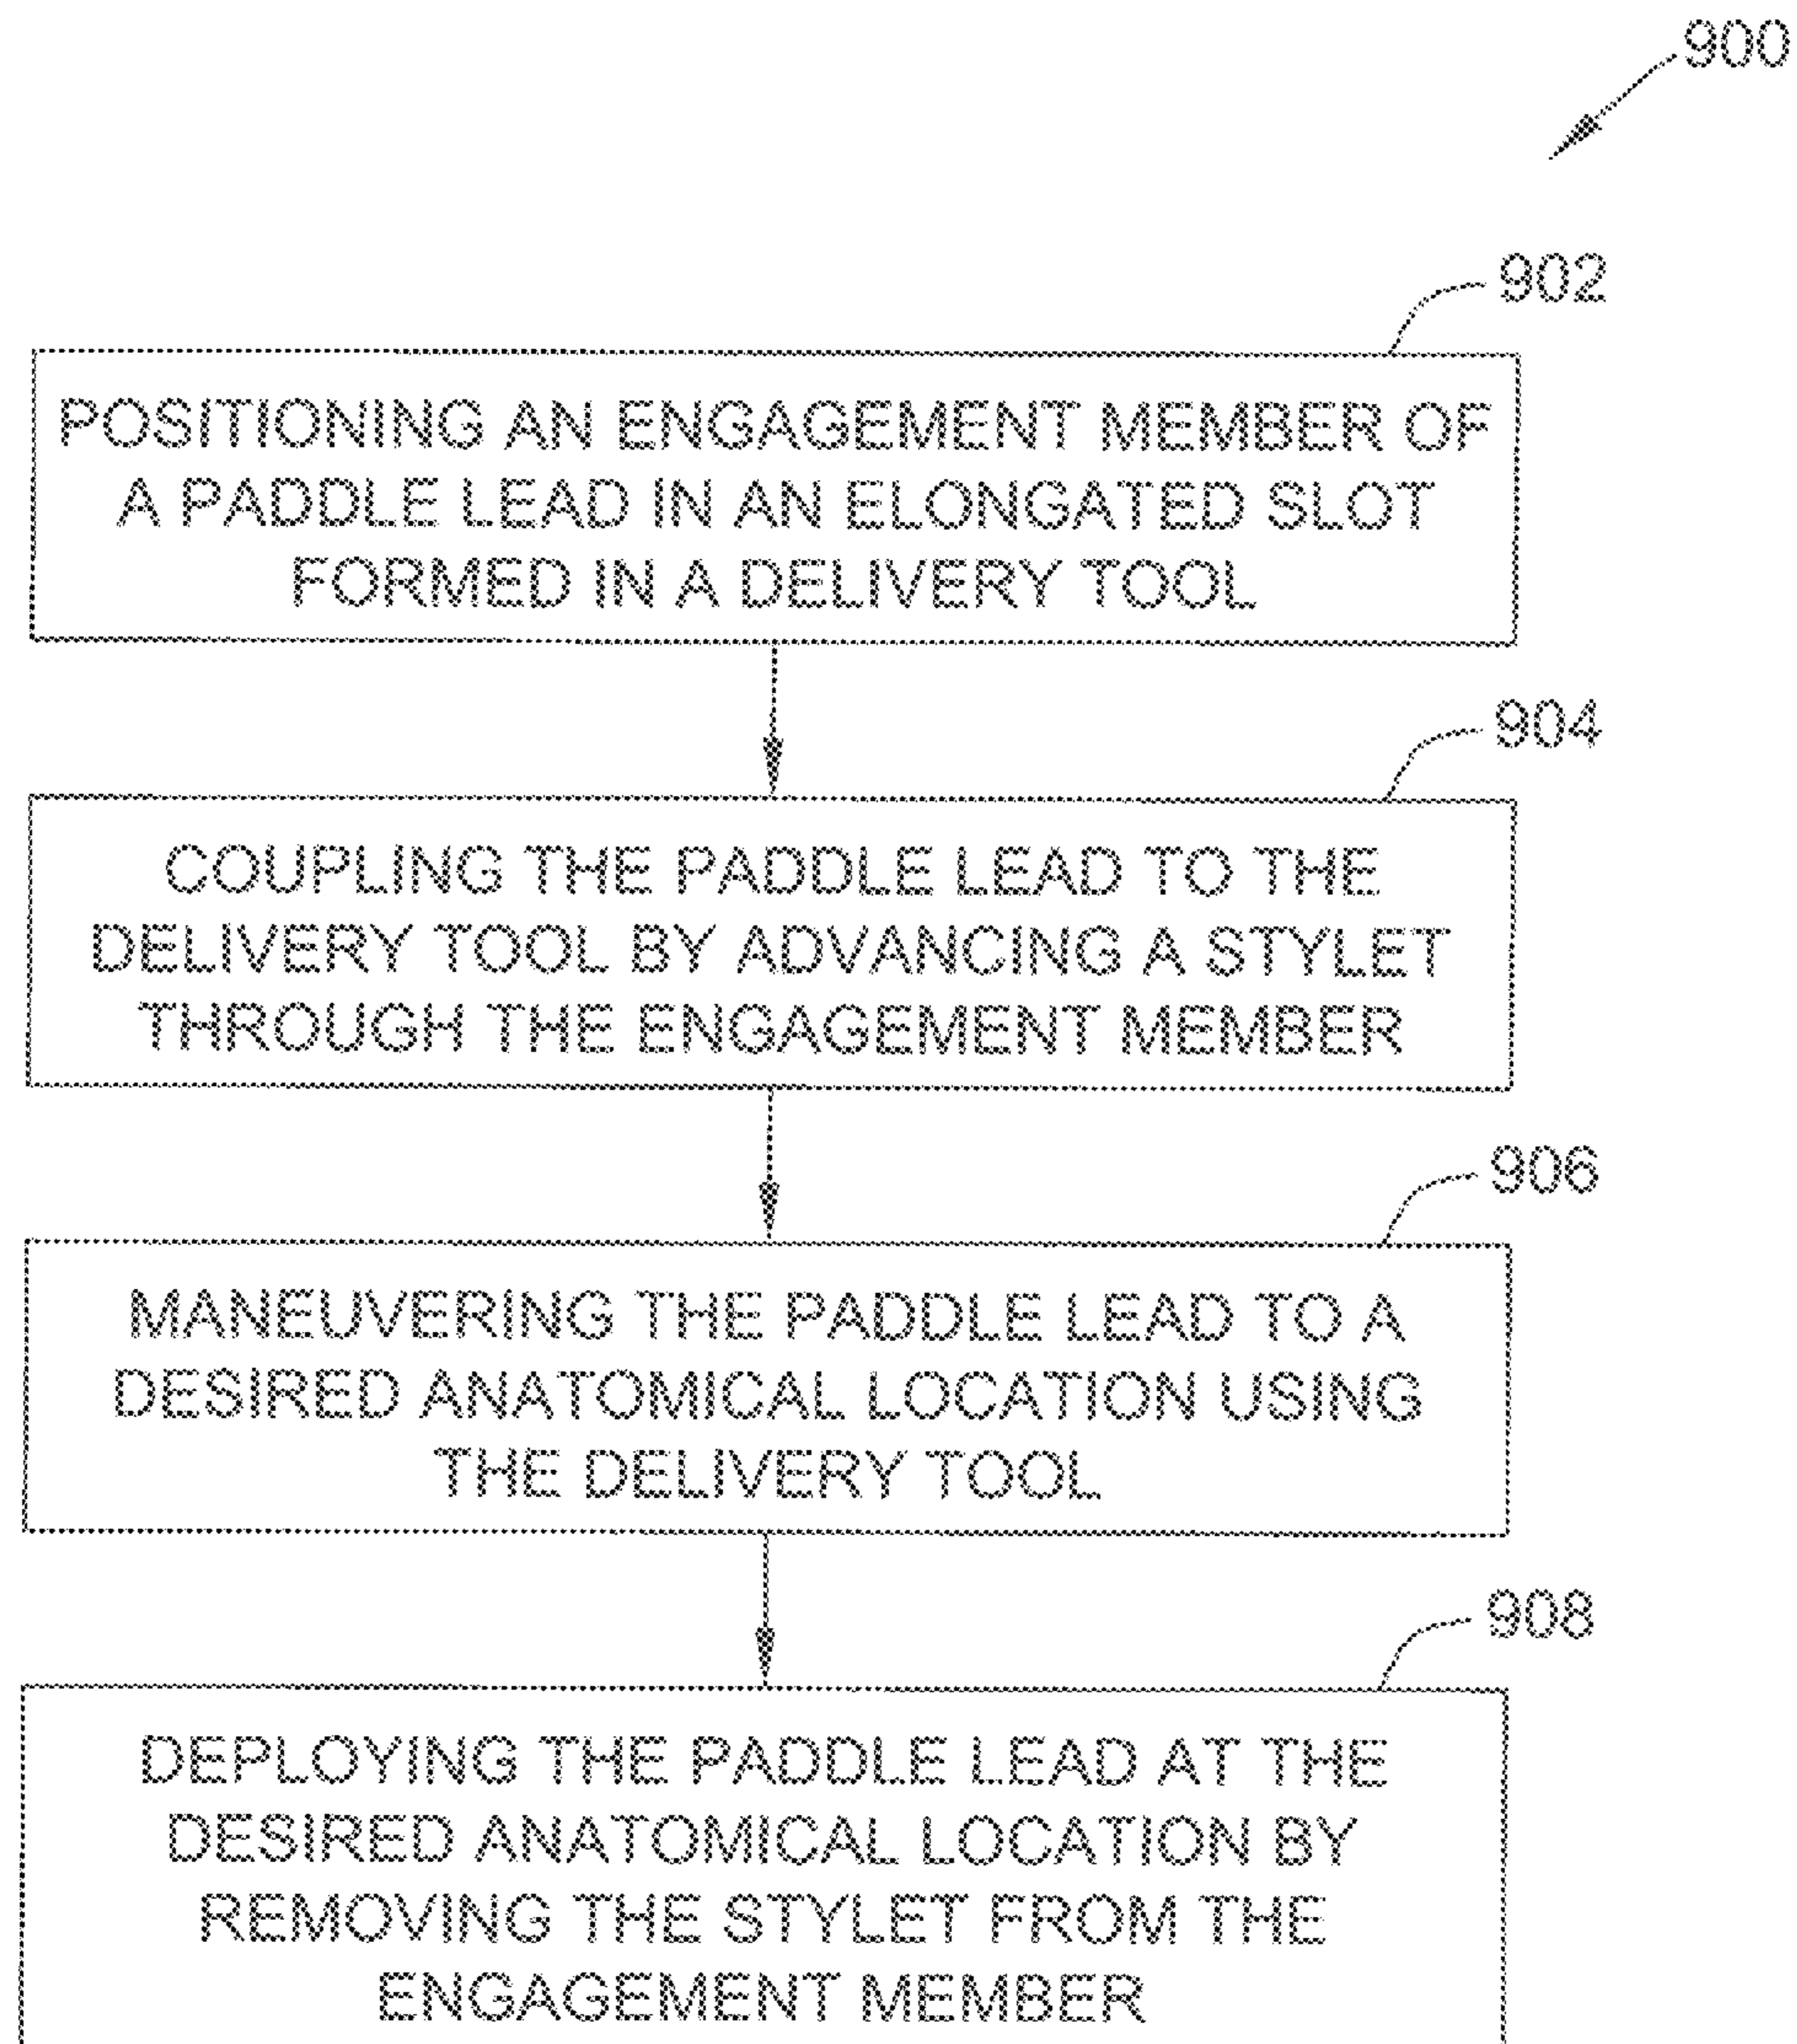 900
902
POSITIONING AN ENGAGEMENT MEMBER OF
A PADDLE LEAD IN AN ELONGATED SLOT
FORMED IN A DELIVERY TOOL
904
COUPLING THE PADDLE LEAD TO THE
DELIVERY TOOL BY ADVANCING A STYLET
THROUGH THE ENGAGEMENT MEMBER
906
MANEUVERING THE PADDLE LEAD TO A
DESIRED ANATOMICAL LOCATION USING
THE DELIVERY TOOL
908
DEPLOYING THE PADDLE LEAD AT THE
DESIRED ANATOMICAL LOCATION BY
REMOVING THE STYLET FROM THE
ENGAGEMENT MEMBER